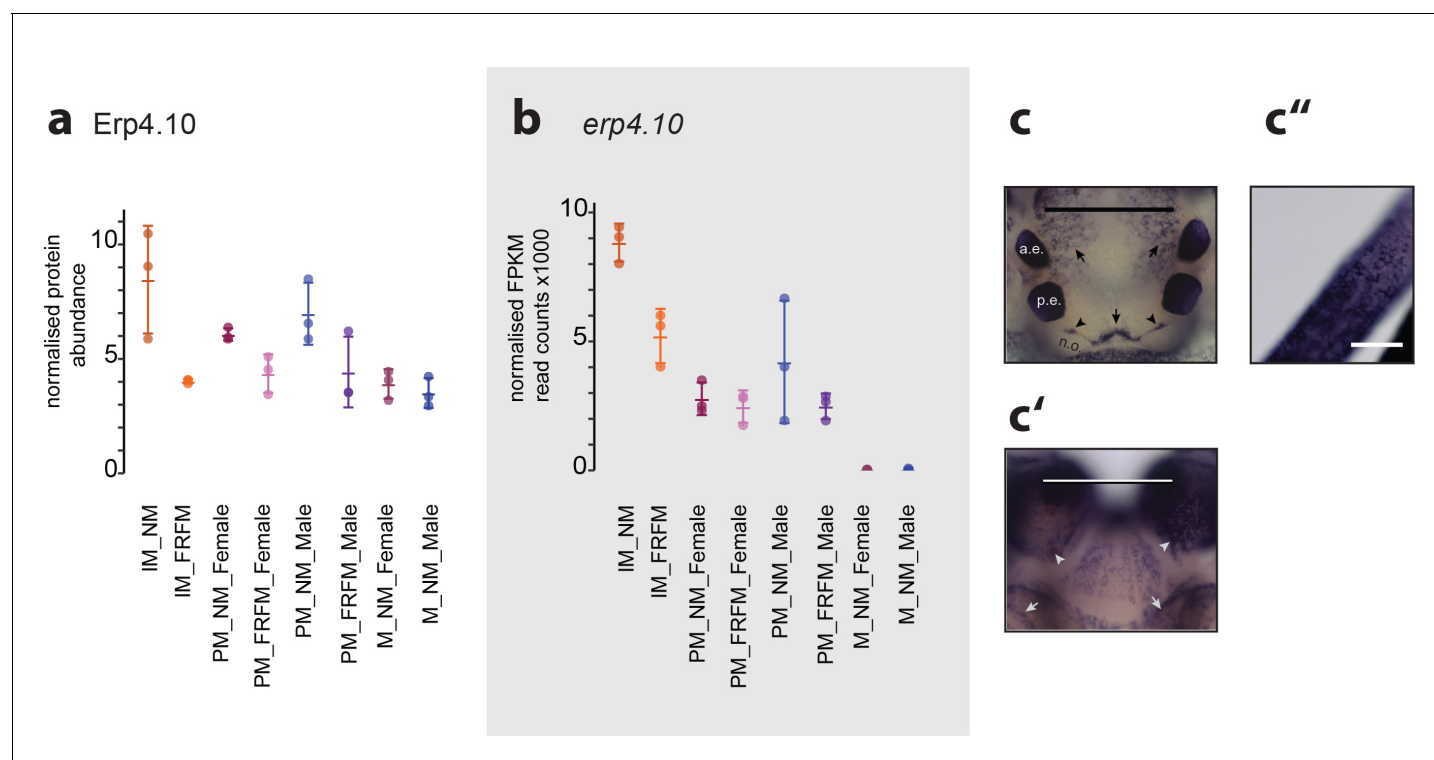 a Erp4.10
normalised protein
abundance
10
5
0
IM_NM
IM_FRFM
PM_NM_Female
PM_FRFM_Female
PM_NM_Male
PM_FRFM_Male
M_NM_Female
M_NM_Male
b erp4.10
normalised FPKM
read counts x1000
10
5
0
IM_NM
IM_FRFM
PM_NM_Female
PM_FRFM_Female
PM_NM_Male
PM_FRFM_Male
M_NM_Female
M_NM_Male
c
a.e.
p.e.
n.o.
c‘
c“